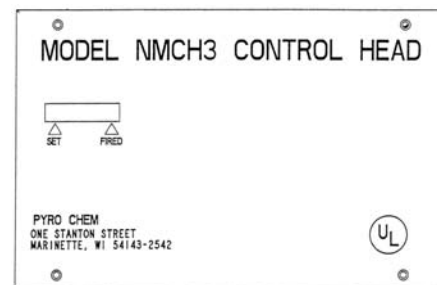 MODEL NMCH3 CONTROL HEAD
SET FIRED
PYRO CHEM
ONE STANTON STREET
MARINETTE, WI 54143-2542
UL